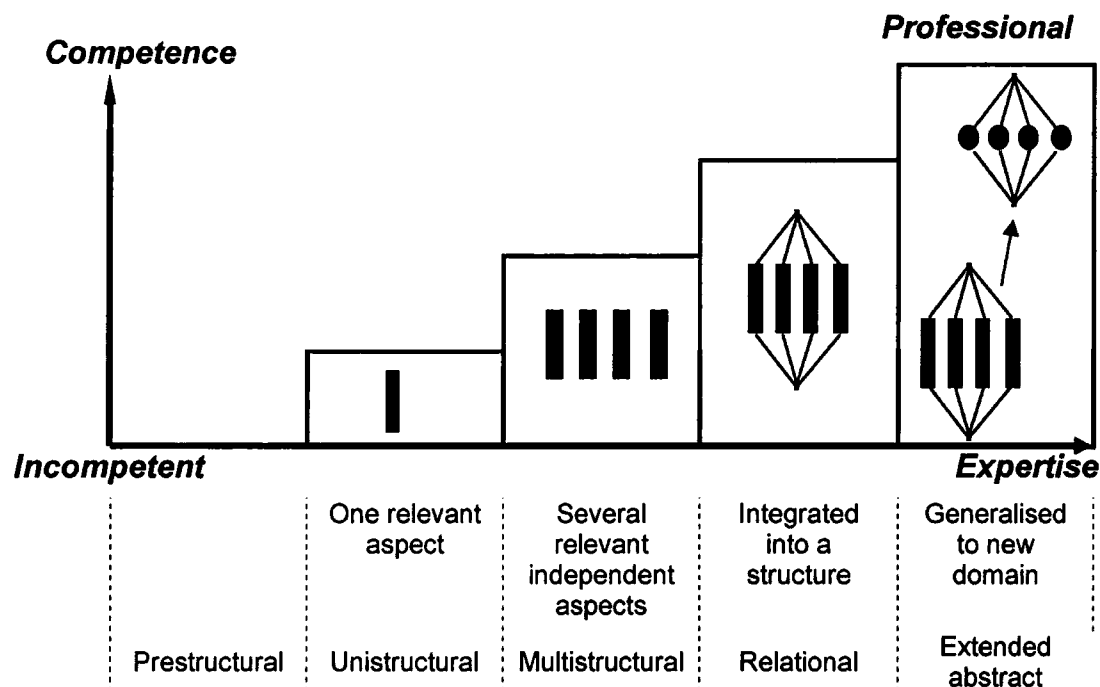 Professional
Competence
Incompetent
Expertise
One relevant
aspect
Several
relevant
independent
aspects
Integrated
into a
structure
Generalised
to new
domain
Prestructural
Unistructural
Multistructural
Relational
Extended
abstract